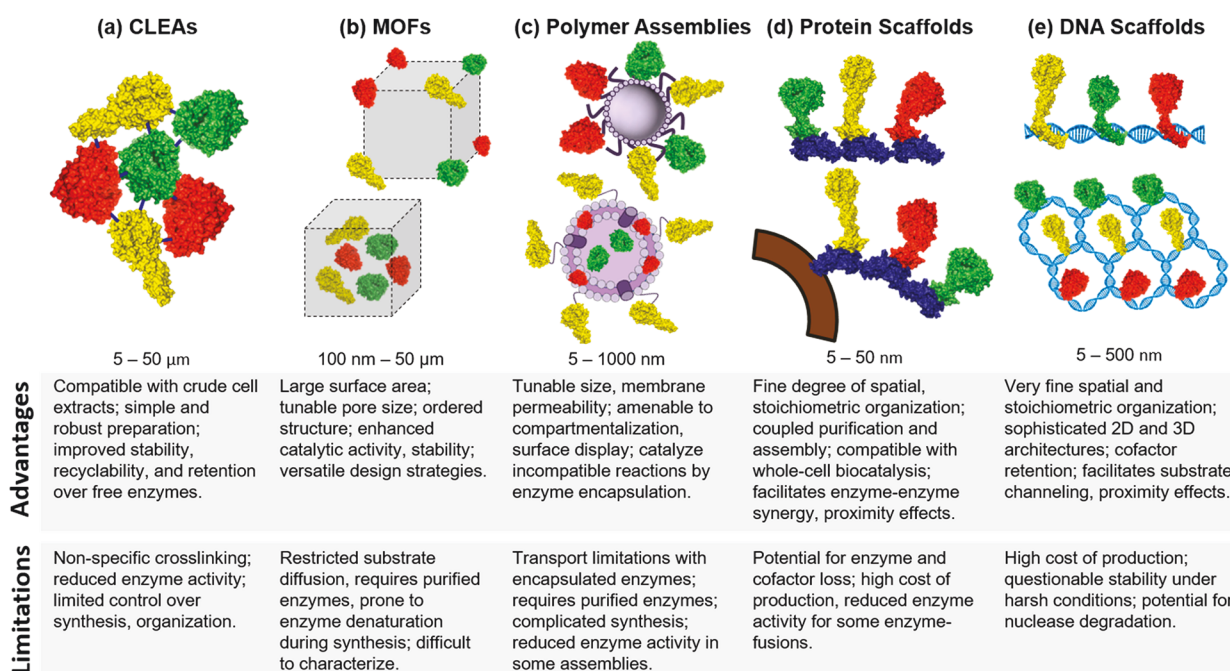 (a) CLEAs
(b) MOFs
(c) Polymer Assemblies
(d) Protein Scaffolds
(e) DNA Scaffolds
5 – 50 µm
100 nm – 50 µm
5 – 1000 nm
5 – 50 nm
5 – 500 nm
Advantages
Compatible with crude cell
extracts; simple and
robust preparation;
improved stability,
recyclability, and retention
over free enzymes.
Large surface area;
tunable pore size; ordered
structure; enhanced
catalytic activity, stability;
versatile design strategies.
Tunable size, membrane
permeability; amenable to
compartmentalization,
surface display; catalyze
incompatible reactions by
enzyme encapsulation.
Fine degree of spatial,
stoichiometric organization;
coupled purification and
assembly; compatible with
whole-cell biocatalysis;
facilitates enzyme-enzyme
synergy, proximity effects.
Very fine spatial and
stoichiometric organization;
sophisticated 2D and 3D
architectures; cofactor
retention; facilitates substrate
channeling, proximity effects.
Limitations
Non-specific crosslinking;
reduced enzyme activity;
limited control over
synthesis, organization.
Restricted substrate
diffusion, requires purified
enzymes, prone to
enzyme denaturation
during synthesis; difficult
to characterize.
Transport limitations with
encapsulated enzymes;
requires purified enzymes;
complicated synthesis;
reduced enzyme activity in
some assemblies.
Potential for enzyme and
cofactor loss; high cost of
production, reduced enzyme
activity for some enzyme-
fusions.
High cost of production;
questionable stability under
harsh conditions; potential for
nuclease degradation.